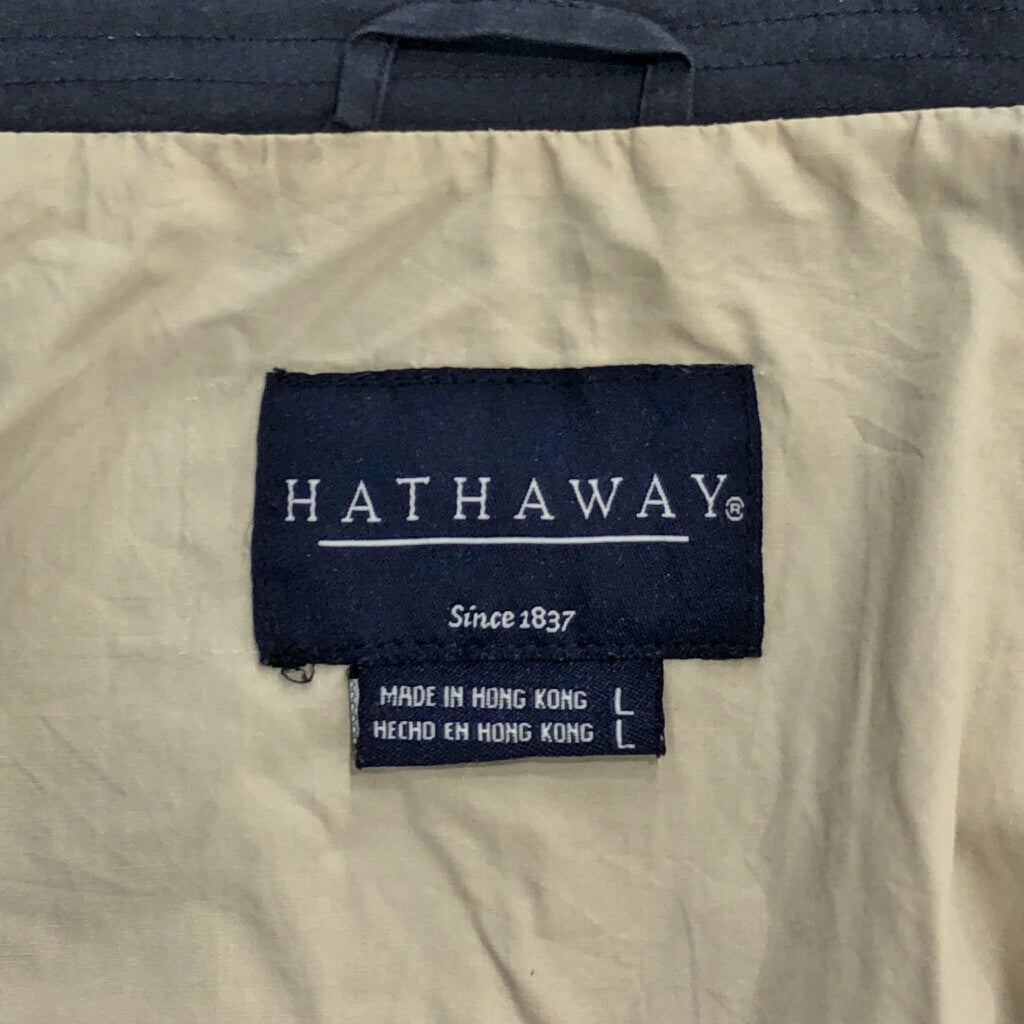 HATHAWAY®
Since 1837
MADE IN HONG KONG L
HECHO EN HONG KONG L